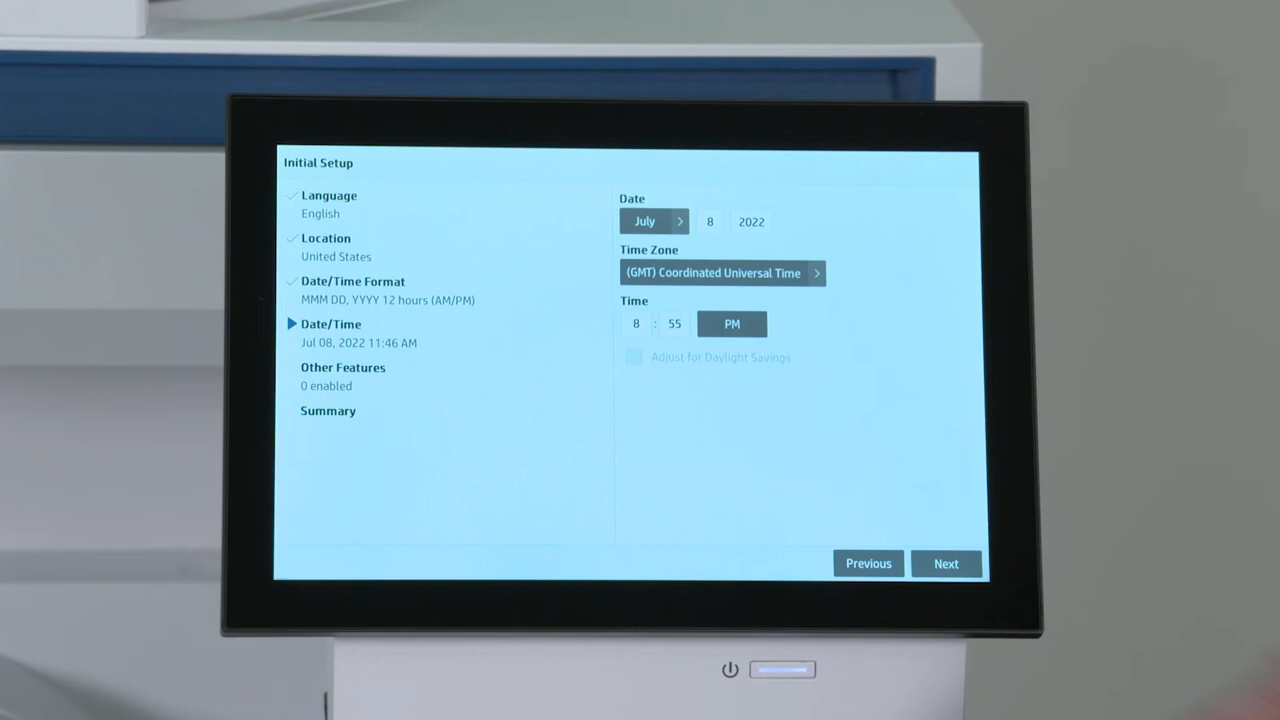 Initial Setup
Language
English
Location
United States
Date/Time Format
MMM DD, YYYY 12 hours (AM/PM)
Date/Time
Jul 08, 2022 11:46 AM
Other Features
0 enabled
Summary
Date
July 8 2022
Time Zone
(GMT) Coordinated Universal Time
Time
8 : 55 PM
Adjust for Daylight Savings
Previous Next